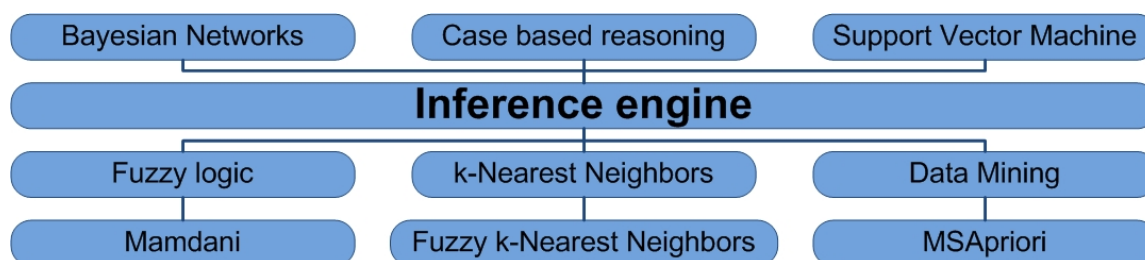 Bayesian Networks
Case based reasoning
Support Vector Machine
Inference engine
Fuzzy logic
k-Nearest Neighbors
Data Mining
Mamdani
Fuzzy k-Nearest Neighbors
MSApriori